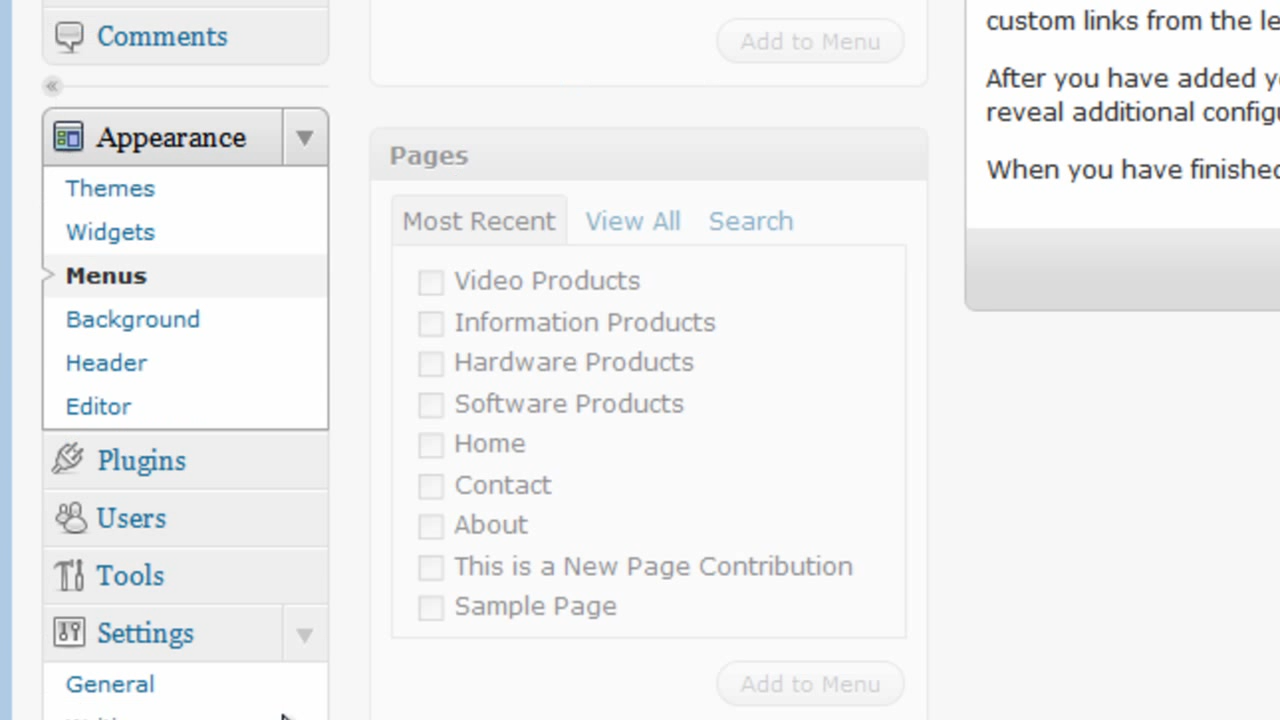 Comments
Appearance
Themes
Widgets
Menus
Background
Header
Editor
Plugins
Users
Tools
Settings
General
Add to Menu
Pages
Most Recent View All Search
Video Products
Information Products
Hardware Products
Software Products
Home
Contact
About
This is a New Page Contribution
Sample Page
Add to Menu
custom links from the
After you have added
reveal additional
When you have finished